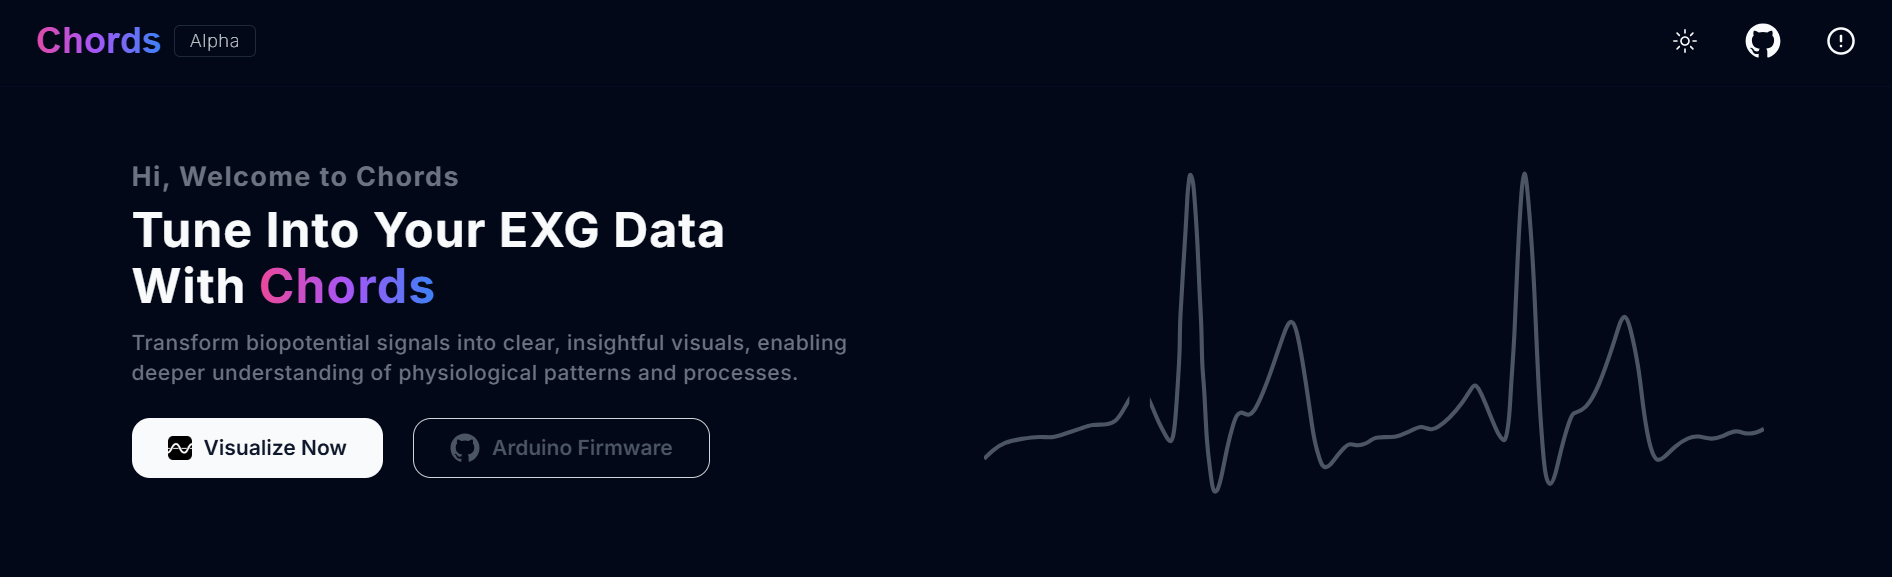 Chords Alpha
Hi, Welcome to Chords
Tune Into Your EXG Data
With Chords
Transform biopotential signals into clear, insightful visuals, enabling
deeper understanding of physiological patterns and processes.
Visualize Now
Arduino Firmware